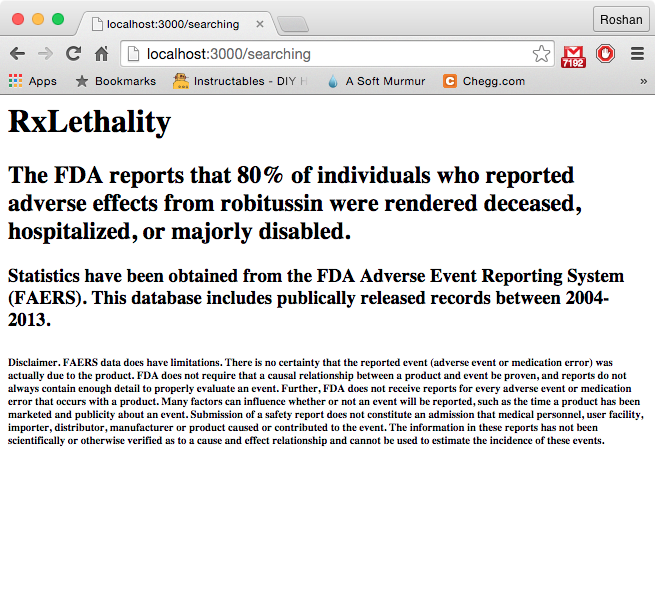 localhost:3000/searching
Roshan
localhost:3000/searching
7192
Apps Bookmarks Instructables - DIY H A Soft Murmur Chegg.com »
RxLethality
The FDA reports that 80% of individuals who reported
adverse effects from robitussin were rendered deceased,
hospitalized, or majorly disabled.
Statistics have been obtained from the FDA Adverse Event Reporting System
(FAERS). This database includes publically released records between 2004-
2013.
Disclaimer. FAERS data does have limitations. There is no certainty that the reported event (adverse event or medication error) was
actually due to the product. FDA does not require that a causal relationship between a product and event be proven, and reports do not
always contain enough detail to properly evaluate an event. Further, FDA does not receive reports for every adverse event or medication
error that occurs with a product. Many factors can influence whether or not an event will be reported, such as the time a product has been
marketed and publicity about an event. Submission of a safety report does not constitute an admission that medical personnel, user facility,
importer, distributor, manufacturer or product caused or contributed to the event. The information in these reports has not been
scientifically or otherwise verified as to a cause and effect relationship and cannot be used to estimate the incidence of these events.